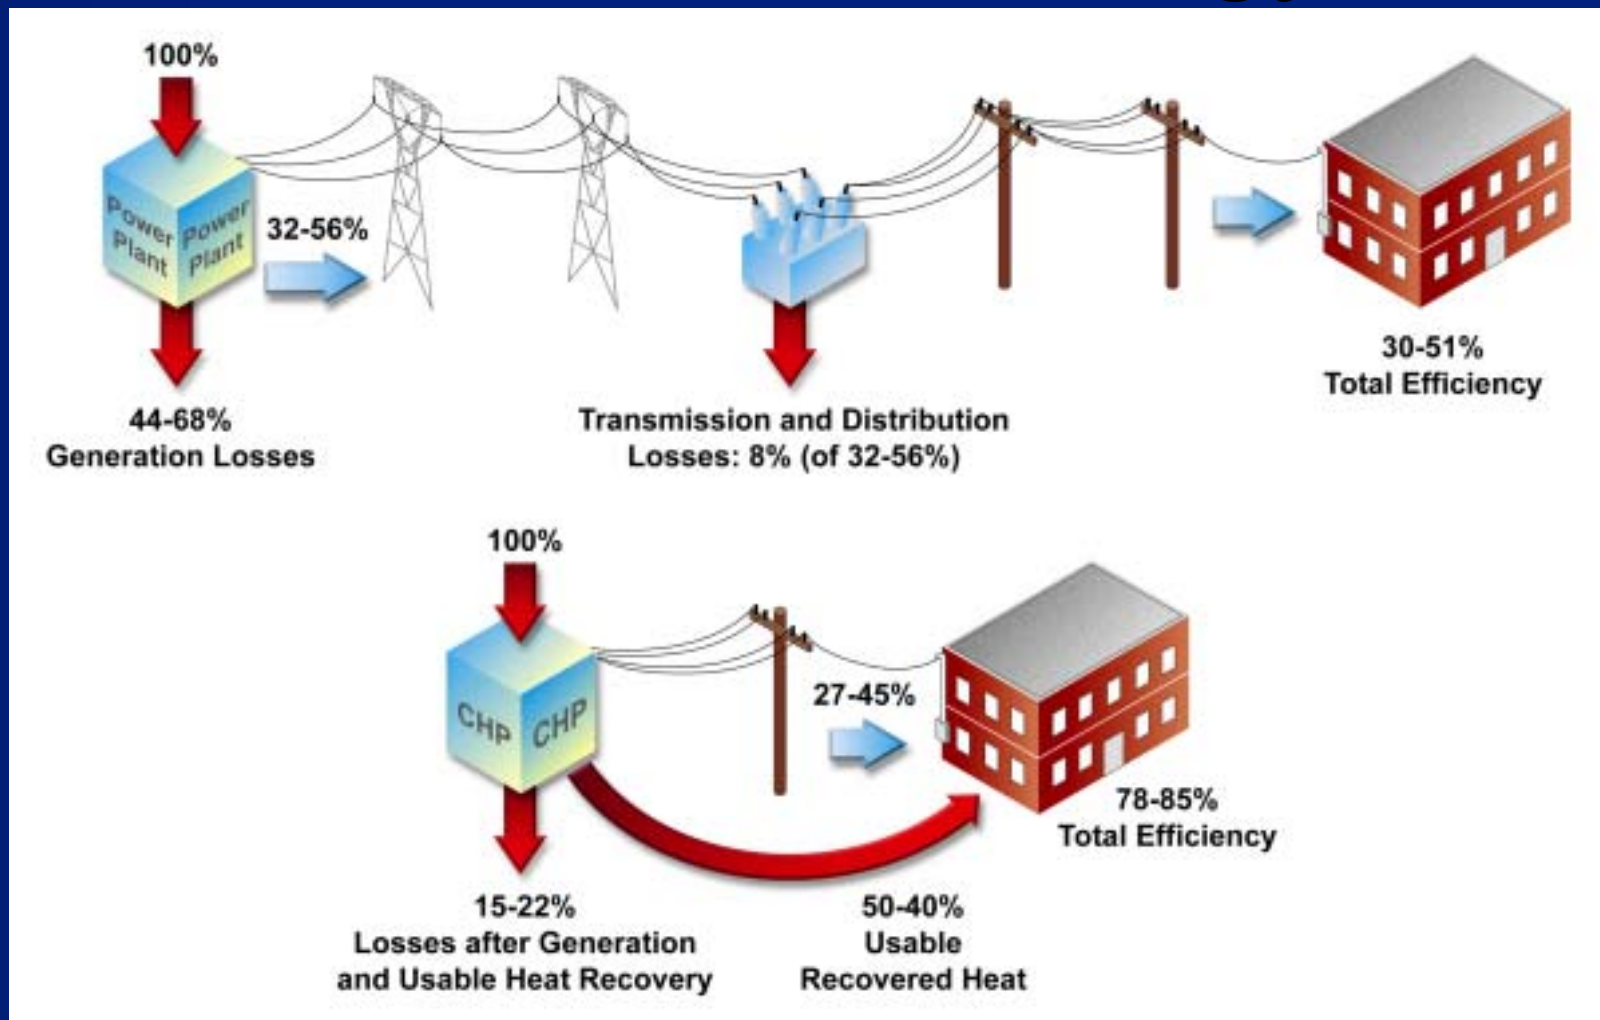 100%
Power Plant
Power Plant
32-56%
44-68%
Generation Losses
Transmission and Distribution
Losses: 8% (of 32-56%)
30-51%
Total Efficiency
100%
CHP
CHP
27-45%
78-85%
Total Efficiency
15-22%
Losses after Generation
and Usable Heat Recovery
50-40%
Usable
Recovered Heat